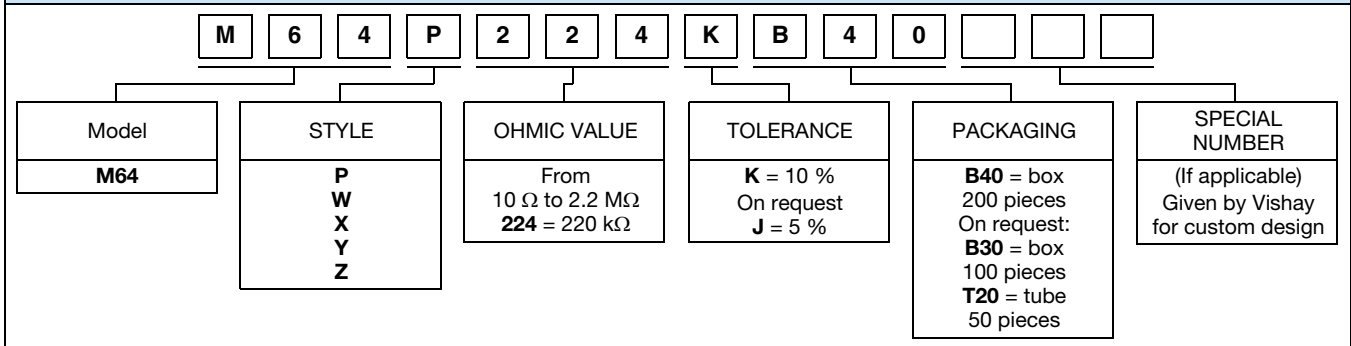 M 6 4 P 2 2 4 K B 4 0
Model
M64
STYLE
P
W
X
Y
Z
OHMIC VALUE
From
10 Ω to 2.2 MΩ
224 = 220 kΩ
TOLERANCE
K = 10 %
On request
J = 5 %
PACKAGING
B40 = box
200 pieces
On request:
B30 = box
100 pieces
T20 = tube
50 pieces
SPECIAL
NUMBER
(If applicable)
Given by Vishay
for custom design